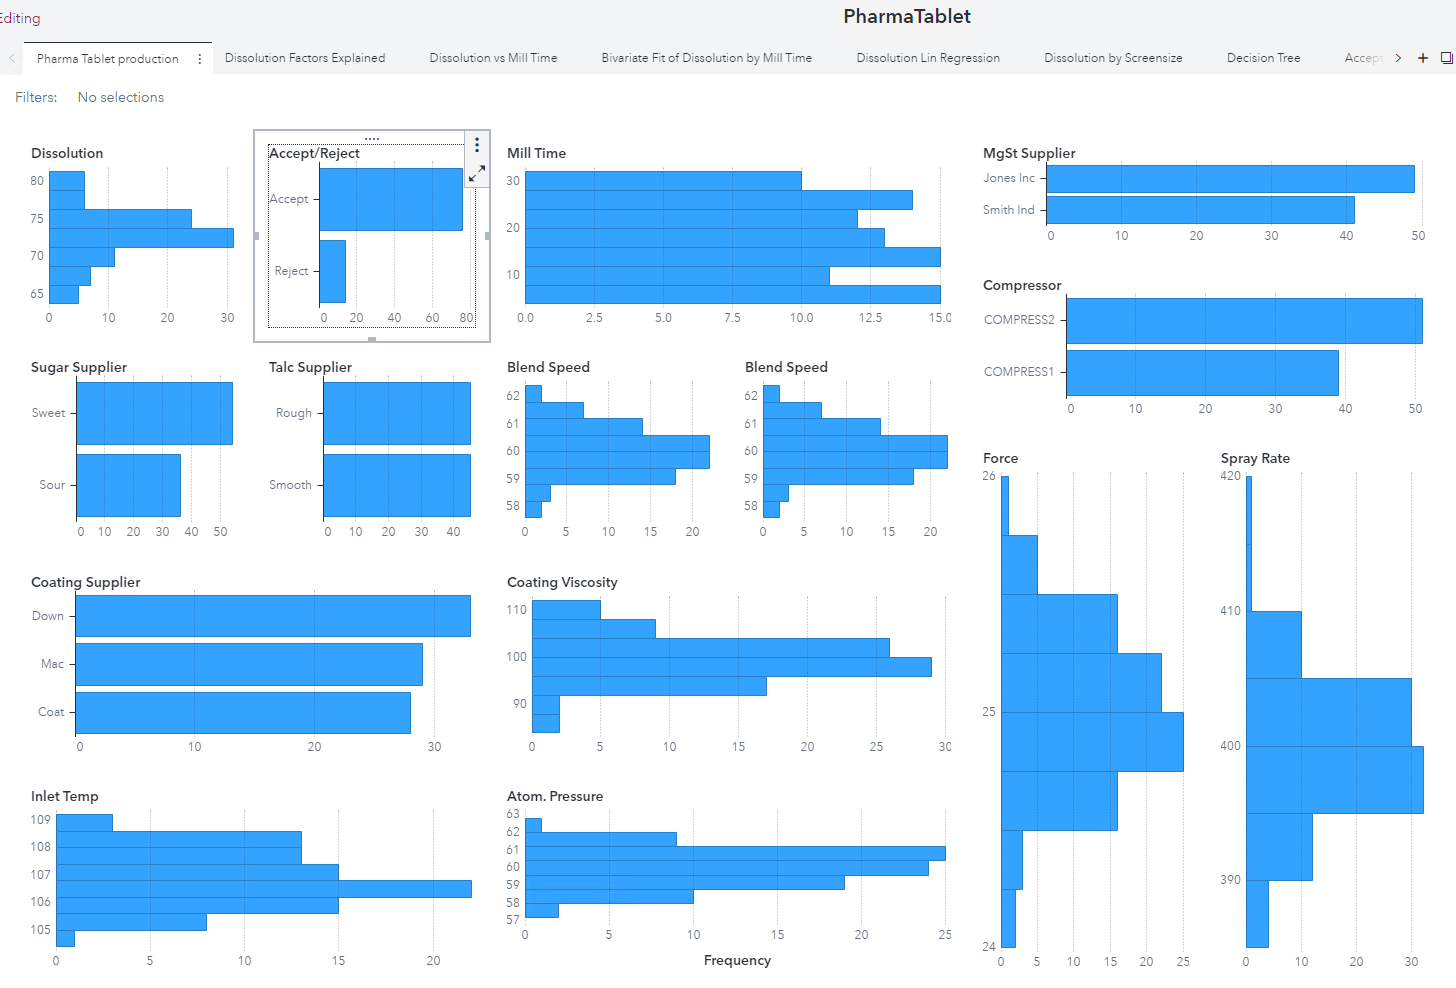 Editing
PharmaTablet
Pharma Tablet production
Dissolution Factors Explained
Dissolution vs Mill Time
Bivariate Fit of Dissolution by Mill Time
Dissolution Lin Regression
Dissolution by Screensize
Decision Tree
Accept
Filters: No selections
Dissolution
80
75
70
65
0 10 20 30
Accept/Reject
Accept
Reject
0 20 40 60 80
Mill Time
30
20
10
0.0 2.5 5.0 7.5 10.0 12.5 15.0
MgSt Supplier
Jones Inc
Smith Ind
0 10 20 30 40 50
Compressor
COMPRESS2
COMPRESS1
0 10 20 30 40 50
Sugar Supplier
Sweet
Sour
0 10 20 30 40 50
Talc Supplier
Rough
Smooth
0 10 20 30 40
Blend Speed
62
61
60
59
58
0 5 10 15 20
Blend Speed
62
61
60
59
58
0 5 10 15 20
Force
26
25
24
0 5 10 15 20 25
Spray Rate
420
410
400
390
0 10 20 30
Coating Supplier
Down
Mac
Coat
0 10 20 30
Coating Viscosity
110
100
90
0 5 10 15 20 25 30
Inlet Temp
109
108
107
106
105
0 5 10 15 20
Atom. Pressure
63
62
61
60
59
58
57
0 5 10 15 20 25
Frequency